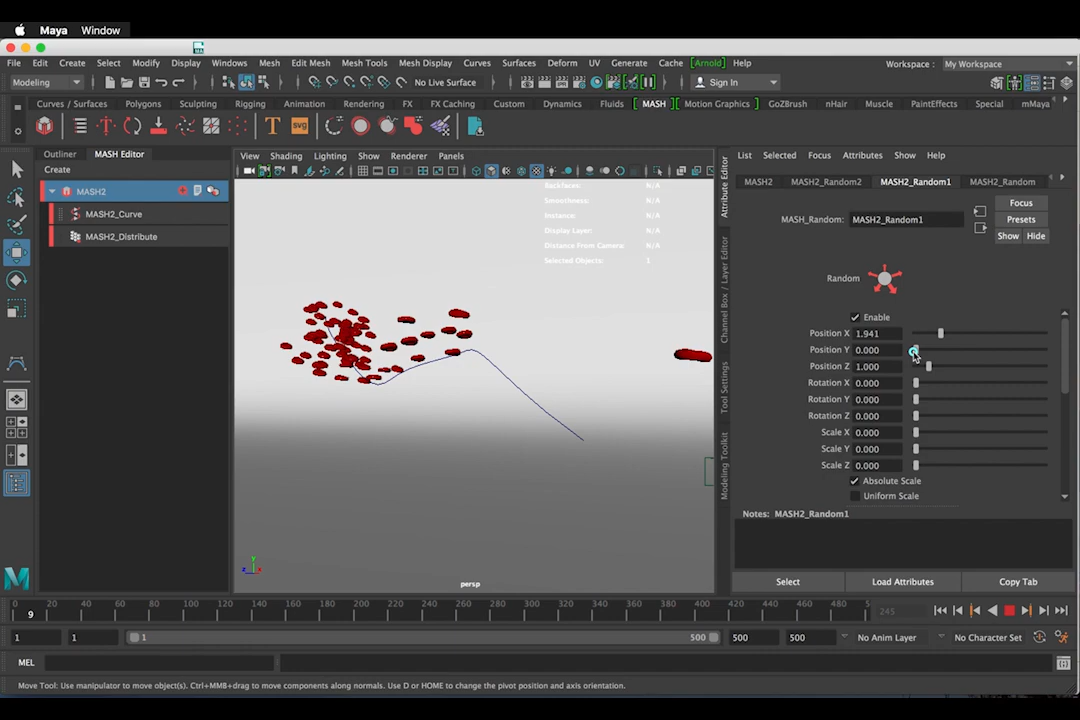 Maya Window
File Edit Create Select Modify Display Windows Mesh Edit Mesh Mesh Tools Mesh Display Curves Surfaces Deform UV Generate Cache [Arnold] Help Workspace : My Workspace
Modeling No Live Surface Sign In
Curves / Surfaces Polygons Sculpting Rigging Animation Rendering FX FX Caching Custom Dynamics Fluids MASH Motion Graphics GoZBrush nHair Muscle PaintEffects Special mMaya
Outliner MASH Editor
Create
MASH2
MASH2_Curve
MASH2_Distribute
View Shading Lighting Show Renderer Panels
Backfaces: N/A
Smoothness: N/A
Instance: N/A
Display Layer: N/A
Distance From Camera: N/A
Selected Objects: 1
persp
Attribute Editor
Channel Box / Layer Editor
Tool Settings
Modeling Toolkit
List Selected Focus Attributes Show Help
MASH2 MASH2_Random2 MASH2_Random1 MASH2_Random
MASH_Random: MASH2_Random1
Focus
Presets
Show Hide
Random
Enable
Position X 1.941
Position Y 0.000
Position Z 1.000
Rotation X 0.000
Rotation Y 0.000
Rotation Z 0.000
Scale X 0.000
Scale Y 0.000
Scale Z 0.000
Absolute Scale
Uniform Scale
Notes: MASH2_Random1
Select Load Attributes Copy Tab
0 20 40 60 80 100 120 140 160 180 200 220 240 260 280 300 320 340 360 380 400 420 440 460 480 5
9 245
1 1 1 500 500 500 No Anim Layer No Character Set
MEL
Move Tool: Use manipulator to move object(s). Ctrl+MMB+drag to move components along normals. Use D or HOME to change the pivot position and axis orientation.